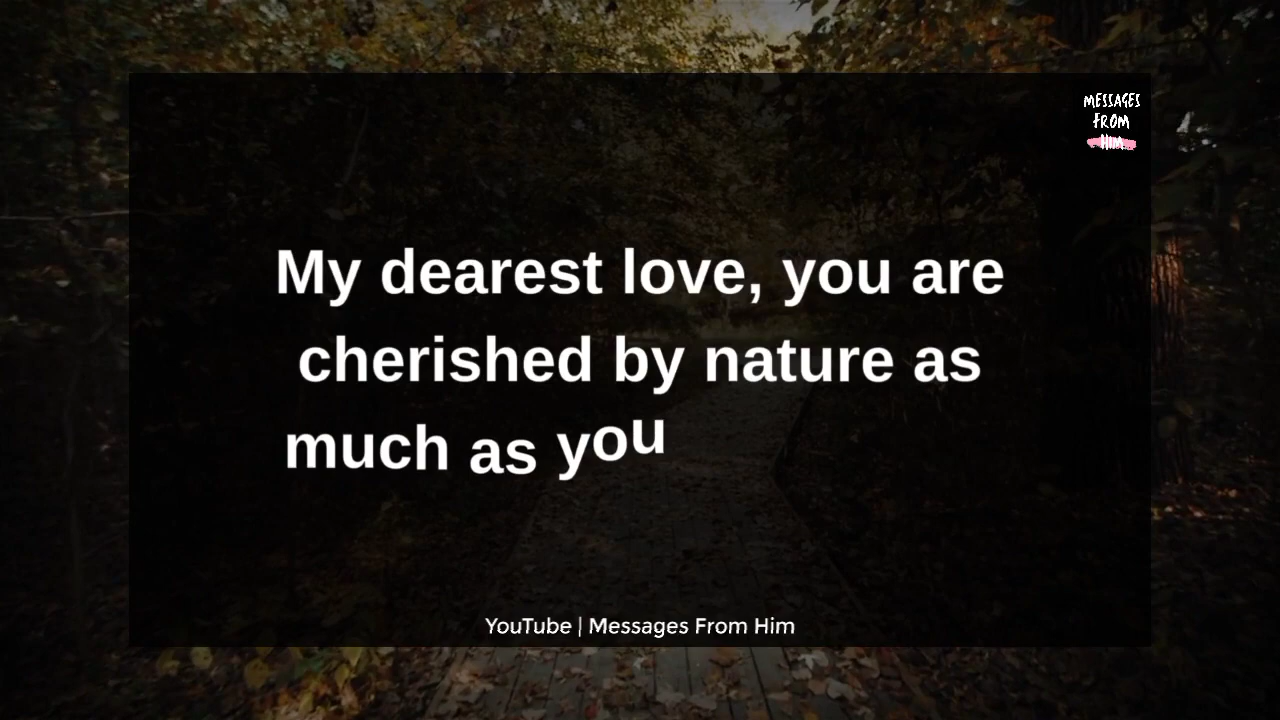 MESSAGES
FROM
HIM
My dearest love, you are
cherished by nature as
much as you
YouTube | Messages From Him